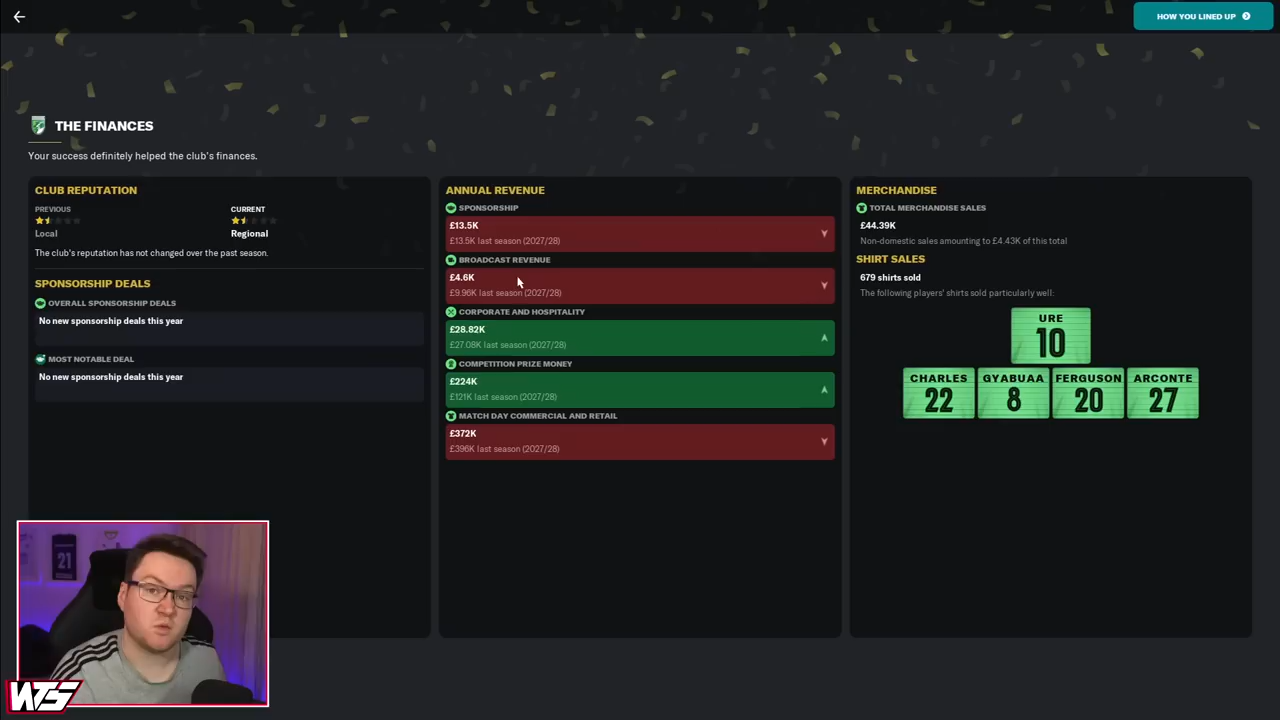 HOW YOU LINED UP
THE FINANCES
Your success definitely helped the club's finances.
CLUB REPUTATION
PREVIOUS
Local
CURRENT
Regional
The club's reputation has not changed over the past season.
SPONSORSHIP DEALS
OVERALL SPONSORSHIP DEALS
No new sponsorship deals this year
MOST NOTABLE DEAL
No new sponsorship deals this year
ANNUAL REVENUE
SPONSORSHIP
£13.5K
£13.5K last season (2027/28)
BROADCAST REVENUE
£4.6K
£9.96K last season (2027/28)
CORPORATE AND HOSPITALITY
£28.82K
£27.08K last season (2027/28)
COMPETITION PRIZE MONEY
£224K
£121K last season (2027/28)
MATCH DAY COMMERCIAL AND RETAIL
£372K
£396K last season (2027/28)
MERCHANDISE
TOTAL MERCHANDISE SALES
£44.39K
Non-domestic sales amounting to £4.43K of this total
SHIRT SALES
679 shirts sold
The following players' shirts sold particularly well:
URE
10
CHARLES GYABUAA FERGUSON ARCONTE
22 8 20 27
21
WTS